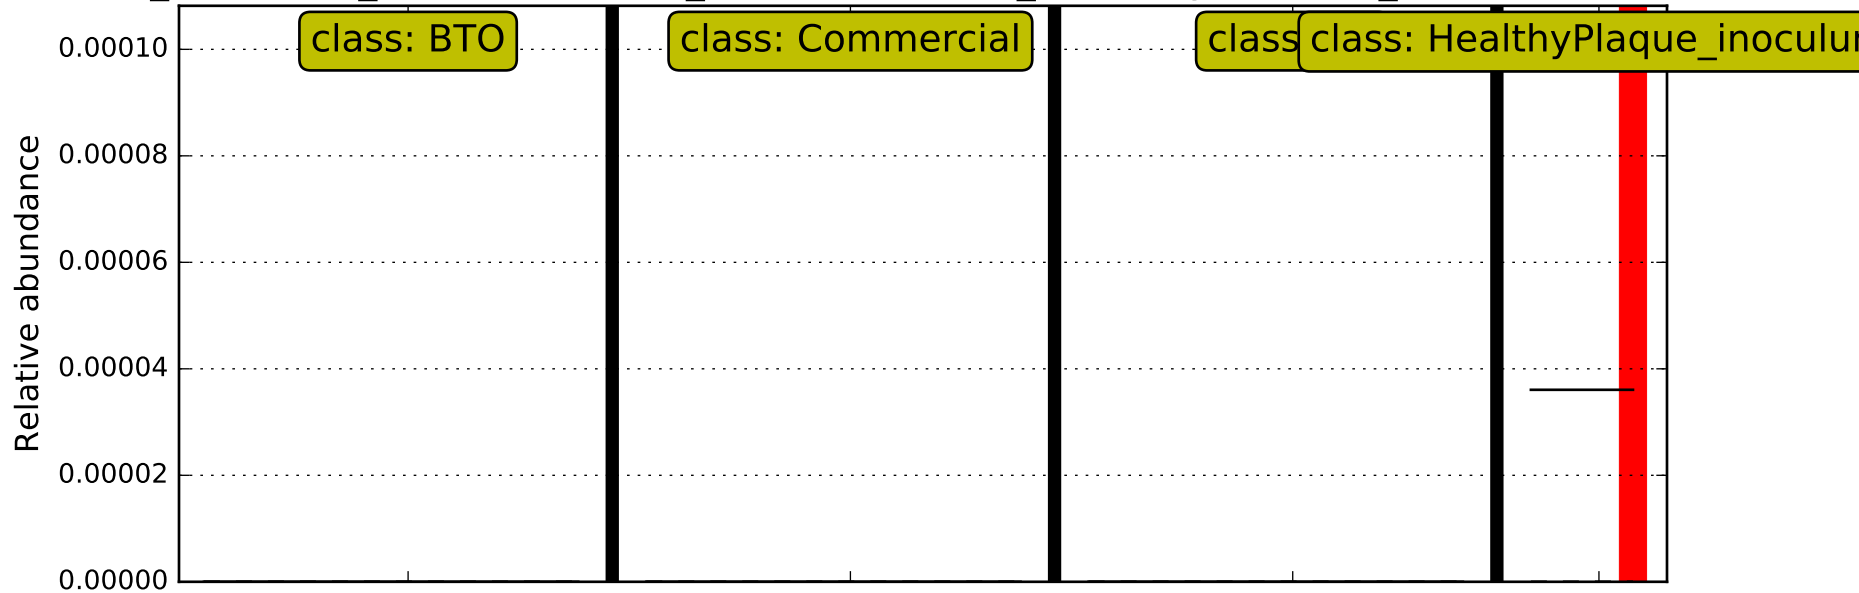 class: BTO
class: Commercial
class
class: HealthyPlaque_inoculu
0.00010
0.00008
0.00006
0.00004
0.00002
0.00000
Relative abundance